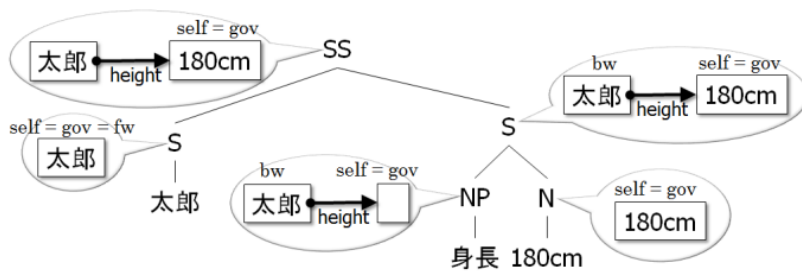 self = gov
太郎 height 180cm
SS
bw self = gov
太郎 height 180cm
self = gov = fw
太郎
S
S
太郎
bw self = gov
太郎 height
NP
N
self = gov
180cm
身長 180cm